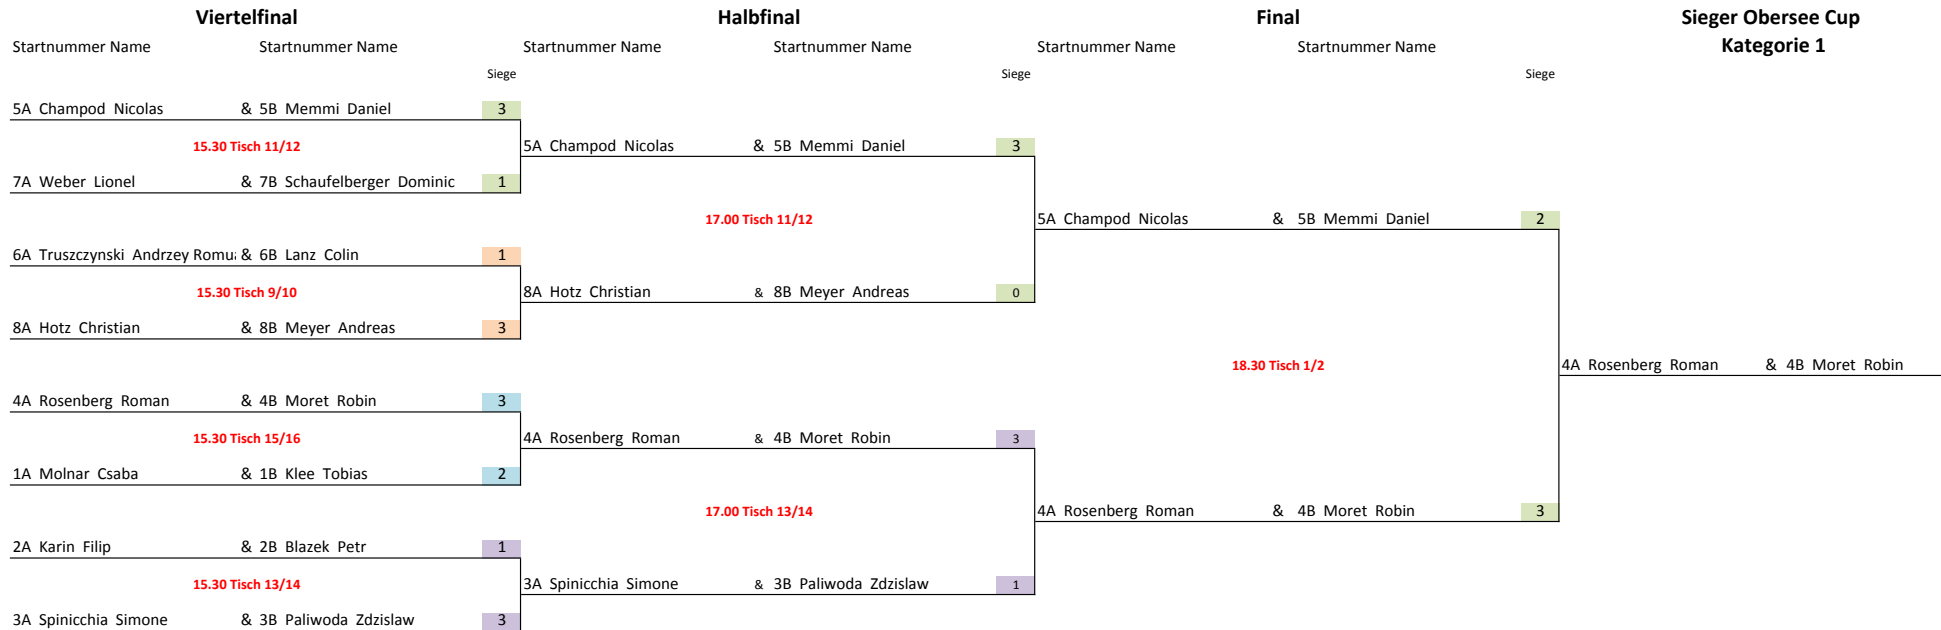 Viertelfinal Halbfinal Final Sieger Obersee Cup
Startnummer Name Startnummer Name Startnummer Name Startnummer Name Startnummer Name Startnummer Name Kategorie 1
Siege Siege Siege
5A Champod Nicolas & 5B Memmi Daniel 3
15.30 Tisch 11/12 5A Champod Nicolas & 5B Memmi Daniel 3
7A Weber Lionel & 7B Schaufelberger Dominic 1
17.00 Tisch 11/12 5A Champod Nicolas & 5B Memmi Daniel 2
6A Truszczynski Andrzey & 6B Lanz Colin 1
15.30 Tisch 9/10 8A Hotz Christian & 8B Meyer Andreas 0
8A Hotz Christian & 8B Meyer Andreas 3
18.30 Tisch 1/2 4A Rosenberg Roman & 4B Moret Robin
4A Rosenberg Roman & 4B Moret Robin 3
15.30 Tisch 15/16 4A Rosenberg Roman & 4B Moret Robin 3
1A Molnar Csaba & 1B Klee Tobias 2
17.00 Tisch 13/14 4A Rosenberg Roman & 4B Moret Robin 3
2A Karin Filip & 2B Blazek Petr 1
15.30 Tisch 13/14 3A Spinicchia Simone & 3B Paliwoda Zdzislaw 1
3A Spinicchia Simone & 3B Paliwoda Zdzislaw 3